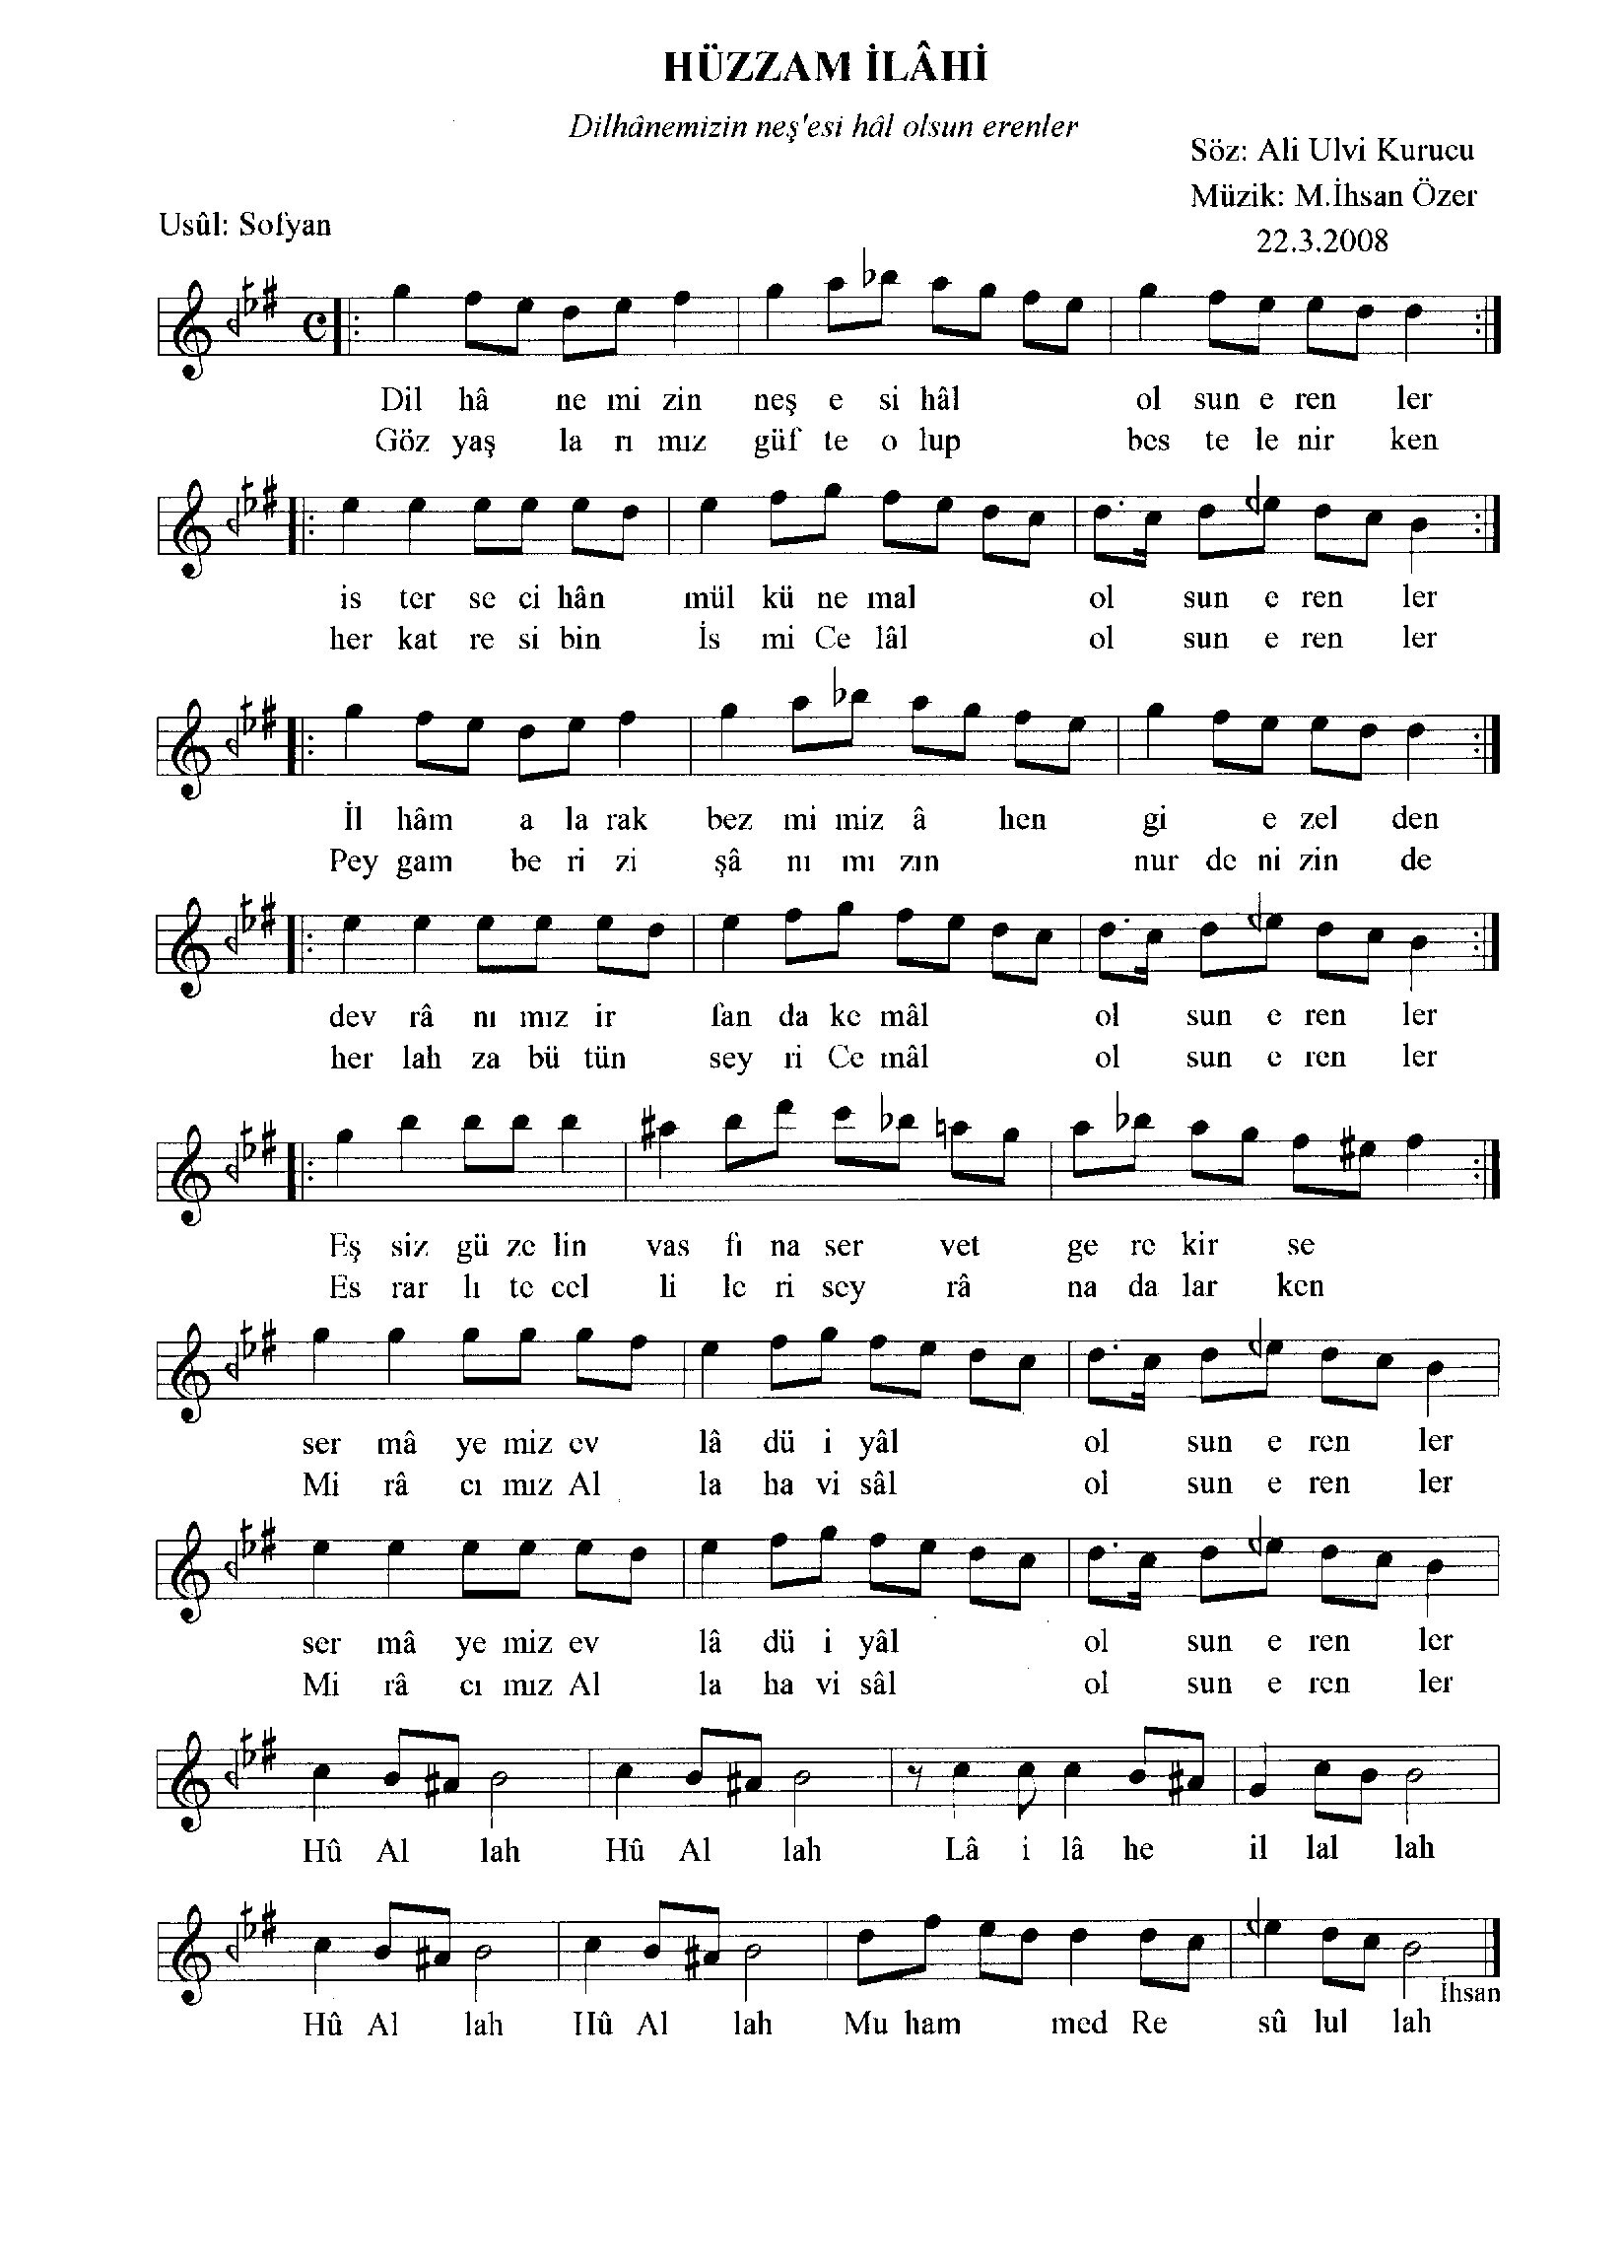 HÜZZAM İLÂHİ
Dilhânemizin neş'esi hâl olsun erenler
Söz: Ali Ulvi Kurucu
Müzik: M.İhsan Özer
22.3.2008
Usûl: Sofyan
Dil hâ ne mi zin neş e si hâl ol sun e ren ler
Göz yaş la rı mız güf te o lup bes te le nir ken
is ter se ci hân mül kü ne mal ol sun e ren ler
her kat re si bin İs mi Ce lâl ol sun e ren ler
İl hâm a la rak bez mi miz â hen gi e zel den
Pey gam be ri zi şâ nı mı zın nur de ni zin de
dev râ nı mız ir fan da ke mâl ol sun e ren ler
her lah za bü tün sey ri Ce mâl ol sun e ren ler
Eş siz gü ze lin vas fı na ser vet ge re kir se
Es rar lı te cel li le ri sey râ na da lar ken
ser mâ ye miz ev lâ dü i yâl ol sun e ren ler
Mi râ cı mız Al la ha vi sâl ol sun e ren ler
ser mâ ye miz ev lâ dü i yâl ol sun e ren ler
Mi râ cı mız Al la ha vi sâl ol sun e ren ler
Hû Al lah Hû Al lah Lâ i lâ he il lal lah
Hû Al lah Hû Al lah Mu ham med Re sû lul lah
İhsan